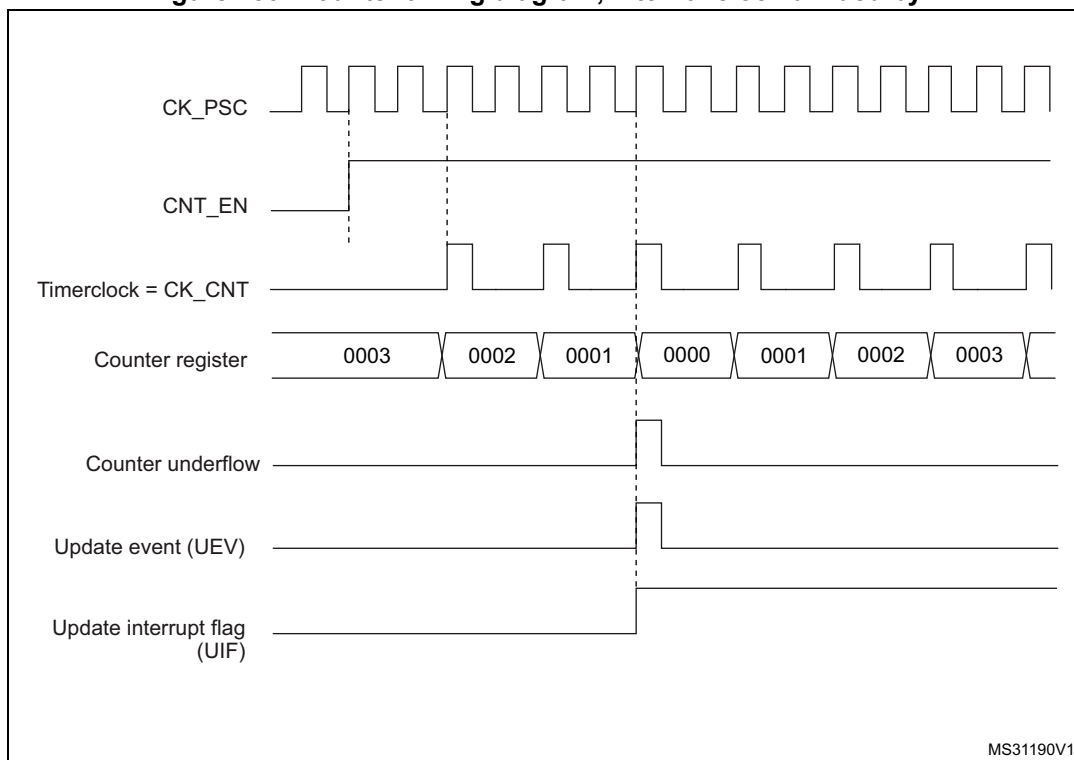 CK_PSC
CNT_EN
Timerclock = CK_CNT
Counter register
0003 0002 0001 0000 0001 0002 0003
Counter underflow
Update event (UEV)
Update interrupt flag
(UIF)
MS31190V1